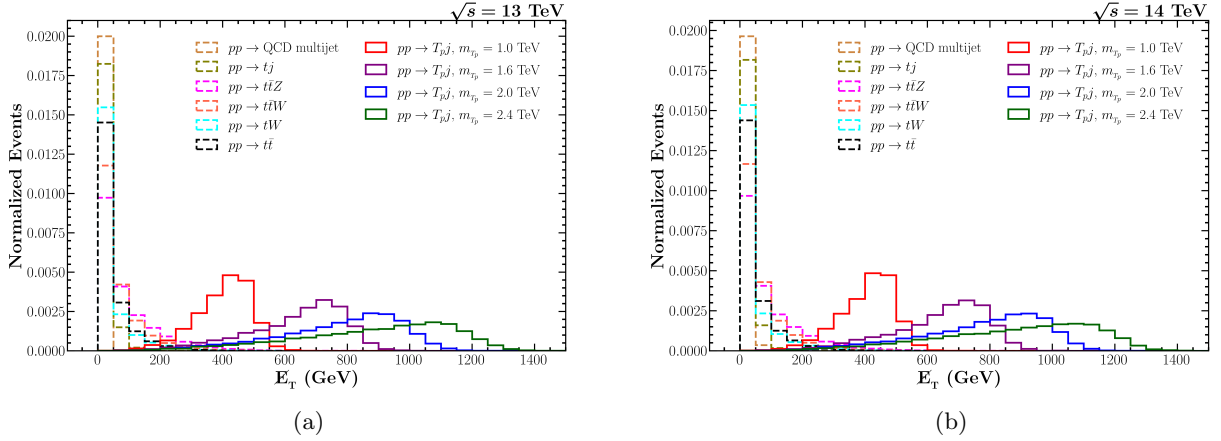 √s = 13 TeV
0.0200
0.0175
0.0150
0.0125
0.0100
0.0075
0.0050
0.0025
0.0000
Normalized Events
pp → QCD multijet
pp → tj
pp → tt̄Z
pp → tt̄W
pp → tW
pp → tt̄
pp → T_p j, m_{T_p} = 1.0 TeV
pp → T_p j, m_{T_p} = 1.6 TeV
pp → T_p j, m_{T_p} = 2.0 TeV
pp → T_p j, m_{T_p} = 2.4 TeV
0 200 400 600 800 1000 1200 1400
E_T (GeV)
(a)
√s = 14 TeV
0.0200
0.0175
0.0150
0.0125
0.0100
0.0075
0.0050
0.0025
0.0000
Normalized Events
pp → QCD multijet
pp → tj
pp → tt̄Z
pp → tt̄W
pp → tW
pp → tt̄
pp → T_p j, m_{T_p} = 1.0 TeV
pp → T_p j, m_{T_p} = 1.6 TeV
pp → T_p j, m_{T_p} = 2.0 TeV
pp → T_p j, m_{T_p} = 2.4 TeV
0 200 400 600 800 1000 1200 1400
E_T (GeV)
(b)